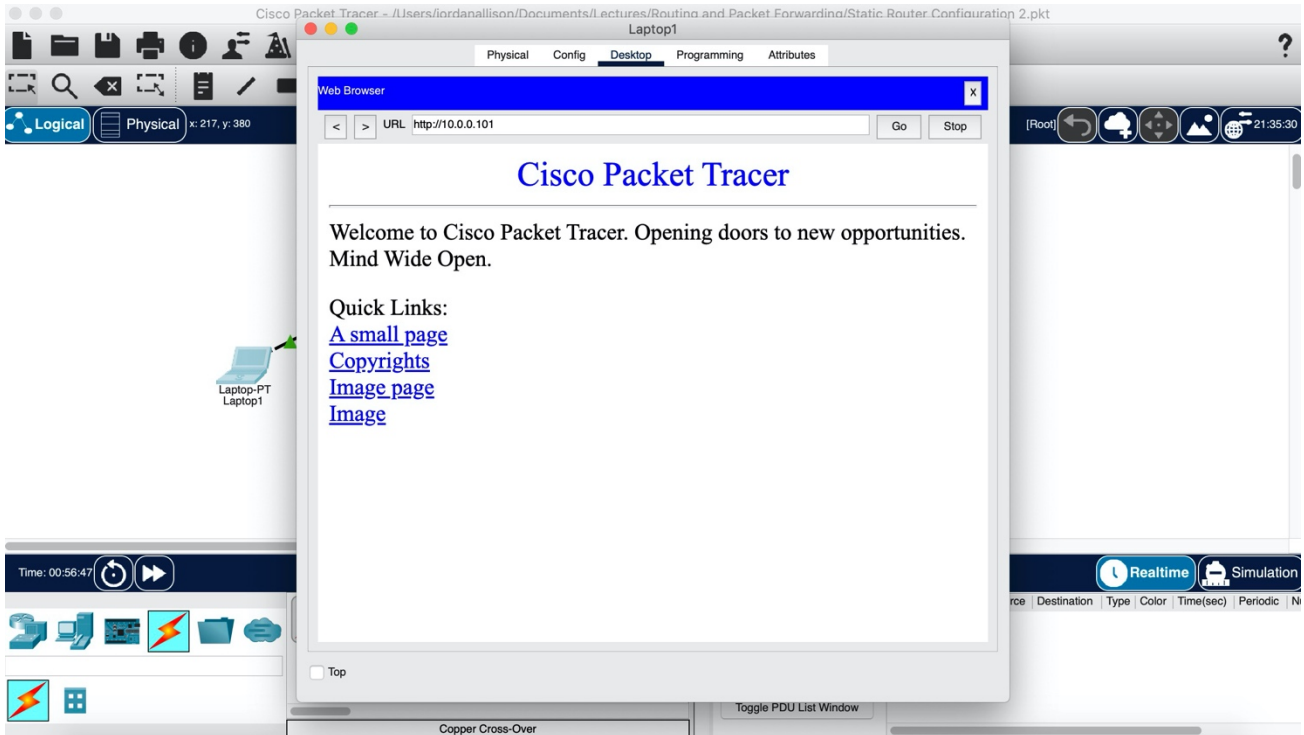 Cisco Packet Tracer - /Users/jordanallison/Documents/Lectures/Routing and Packet Forwarding/Static Router Configuration 2.pkt
Laptop1
Physical Config Desktop Programming Attributes
?
Web Browser
X
< > URL http://10.0.0.101 Go Stop
Logical Physical x: 217, y: 380
[Root] 21:35:30
Cisco Packet Tracer
Welcome to Cisco Packet Tracer. Opening doors to new opportunities.
Mind Wide Open.
Quick Links:
A small page
Copyrights
Image page
Image
Laptop-PT
Laptop1
Time: 00:56:47
Realtime Simulation
rce Destination Type Color Time(sec) Periodic
Top
Toggle PDU List Window
Copper Cross-Over